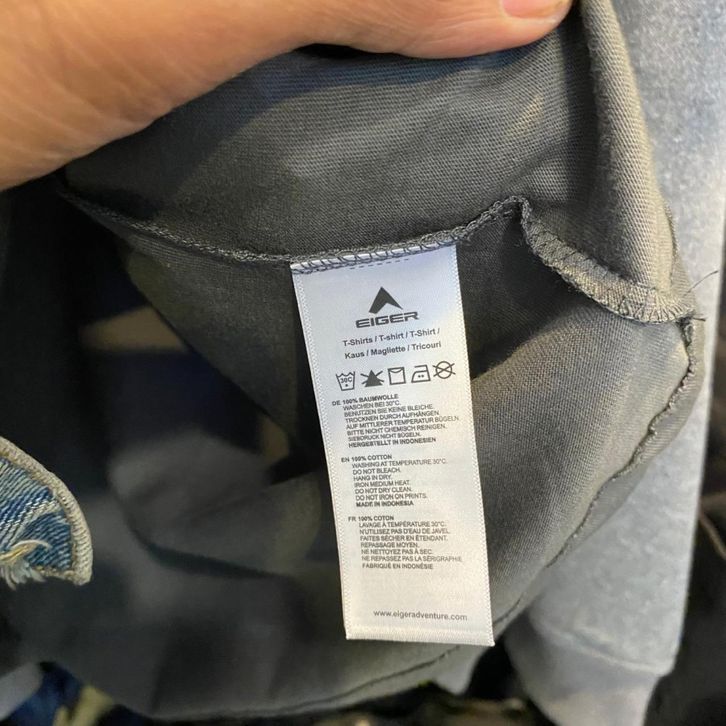 EIGER
T-Shirts / T-shirt / T-Shirt /
Kaus / Magliette / Tricouri
30C
DE 100% BAUMWOLLE
WASCHEN BEI 30°C.
BENUTZEN SIE KEINE BLEICHE.
TROCKNEN DURCH AUFHÄNGEN.
AUF MITTLERER TEMPERATUR BÜGELN.
BITTE NICHT CHEMISCH REINIGEN.
SIEBDRUCK NICHT BÜGELN.
HERGESTELLT IN INDONESIEN
EN 100% COTTON
WASHING AT TEMPERATURE 30°C.
DO NOT BLEACH.
HANG IN DRY.
IRON MEDIUM HEAT.
DO NOT DRY CLEAN.
DO NOT IRON ON PRINTS.
MADE IN INDONESIA
FR 100% COTON
LAVAGE À TEMPÉRATURE 30°C.
N'UTILISEZ PAS D'EAU DE JAVEL.
FAITES SÉCHER EN ÉTENDANT.
REPASSAGE MOYEN.
NE NETTOYEZ PAS À SEC.
NE REPASSEZ PAS LA SÉRIGRAPHIE.
FABRIQUÉ EN INDONÉSIE
www.eigeradventure.com